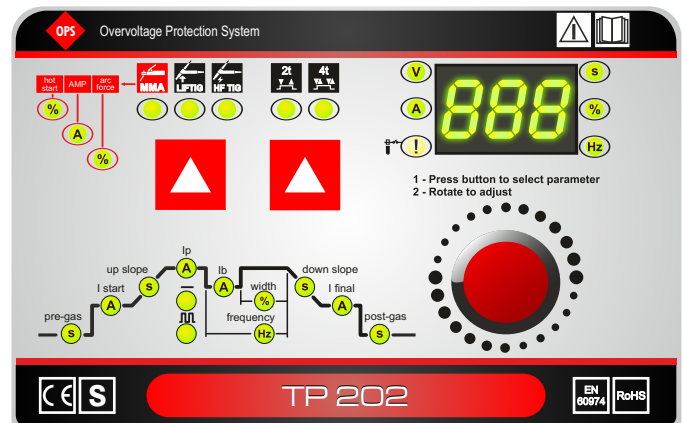 OPS Overvoltage Protection System
hot start AMP arc force
MMA LIFTIG HF TIG 2t 4t
% A %
V s
A 888 %
! Hz
1 - Press button to select parameter
2 - Rotate to adjust
Ip
up slope Ib down slope
I start width I final
pre-gas frequency post-gas
s A s A A % s A s
Hz
CE S TP 202 EN 60974 RoHS